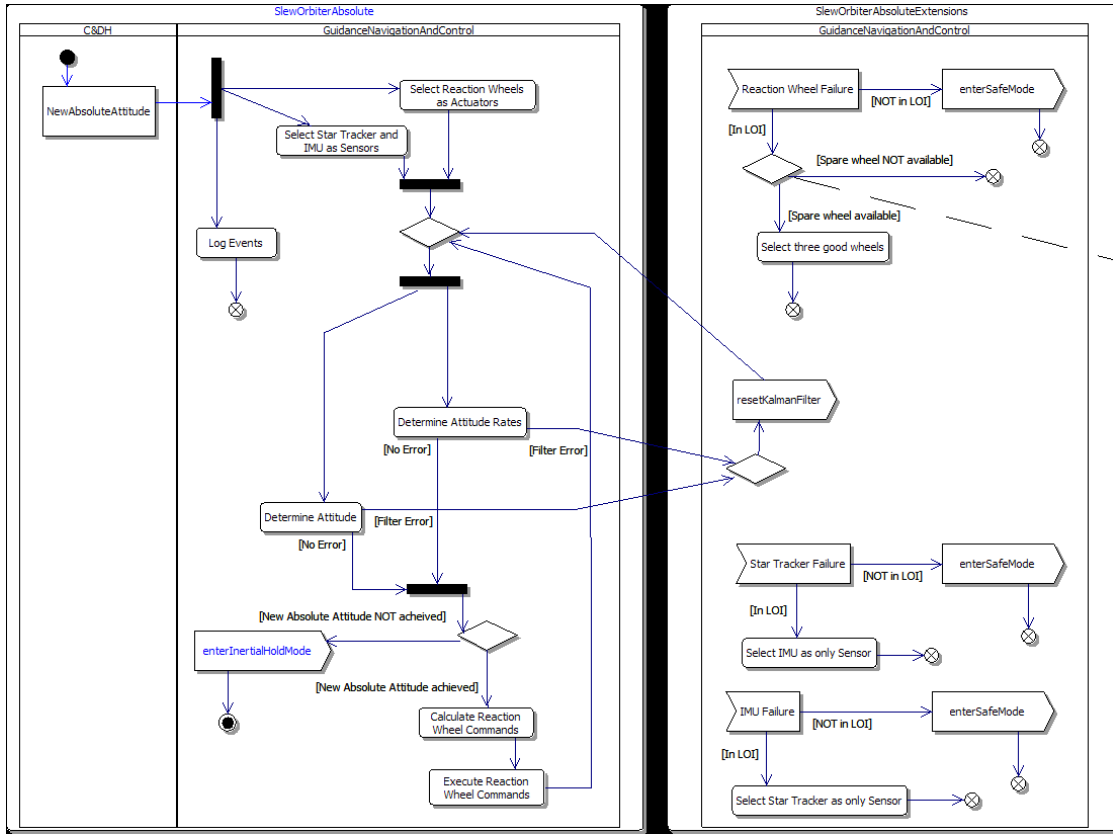 SlewOrbiterAbsolute
C&DH
GuidanceNavigationAndControl
NewAbsoluteAttitude
Select Reaction Wheels
as Actuators
Select Star Tracker and
IMU as Sensors
Log Events
Determine Attitude Rates
[No Error]
[Filter Error]
Determine Attitude
[Filter Error]
[No Error]
[New Absolute Attitude NOT acheived]
enterInertialHoldMode
[New Absolute Attitude achieved]
Calculate Reaction
Wheel Commands
Execute Reaction
Wheel Commands
SlewOrbiterAbsoluteExtensions
GuidanceNavigationAndControl
Reaction Wheel Failure
enterSafeMode
[NOT in LOI]
[In LOI]
[Spare wheel NOT available]
[Spare wheel available]
Select three good wheels
resetKalmanFilter
Star Tracker Failure
enterSafeMode
[NOT in LOI]
[In LOI]
Select IMU as only Sensor
IMU Failure
enterSafeMode
[NOT in LOI]
[In LOI]
Select Star Tracker as only Sensor